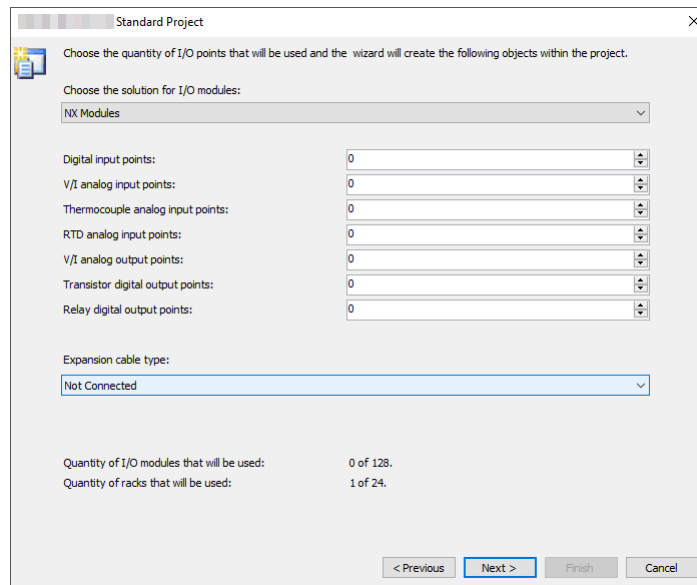 Standard Project
Choose the quantity of I/O points that will be used and the wizard will create the following objects within the project.
Choose the solution for I/O modules:
NX Modules
Digital input points: 0
V/I analog input points: 0
Thermocouple analog input points: 0
RTD analog input points: 0
V/I analog output points: 0
Transistor digital output points: 0
Relay digital output points: 0
Expansion cable type:
Not Connected
Quantity of I/O modules that will be used: 0 of 128.
Quantity of racks that will be used: 1 of 24.
< Previous Next > Finish Cancel